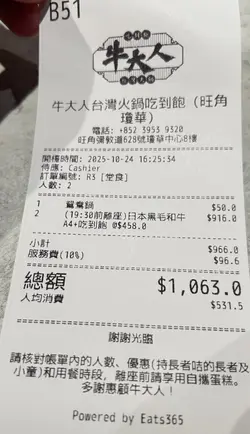 B51
牛大人
台灣火鍋
牛大人台灣火鍋吃到飽 (旺角
瓊華)
電話: +852 3953 9320
旺角彌敦道628號瓊華中心8樓
開檯時間: 2025-10-24 16:25:34
侍應: Cashier
訂單編號: R3 [堂食]
人數: 2
1 鴛鴦鍋 $50.0
2 (19:30前離座)日本黑毛和牛 $916.0
A4+吃到飽 @$458.0
小計 $966.0
服務費(10%) $96.6
總額 $1,063.0
人均消費 $531.5
謝謝光臨
請核對帳單內的人數、優惠(持長者咭的長者及
小童)和用餐時段, 離座前請享用自攜蛋糕。
多謝惠顧牛大人!
Powered by Eats365